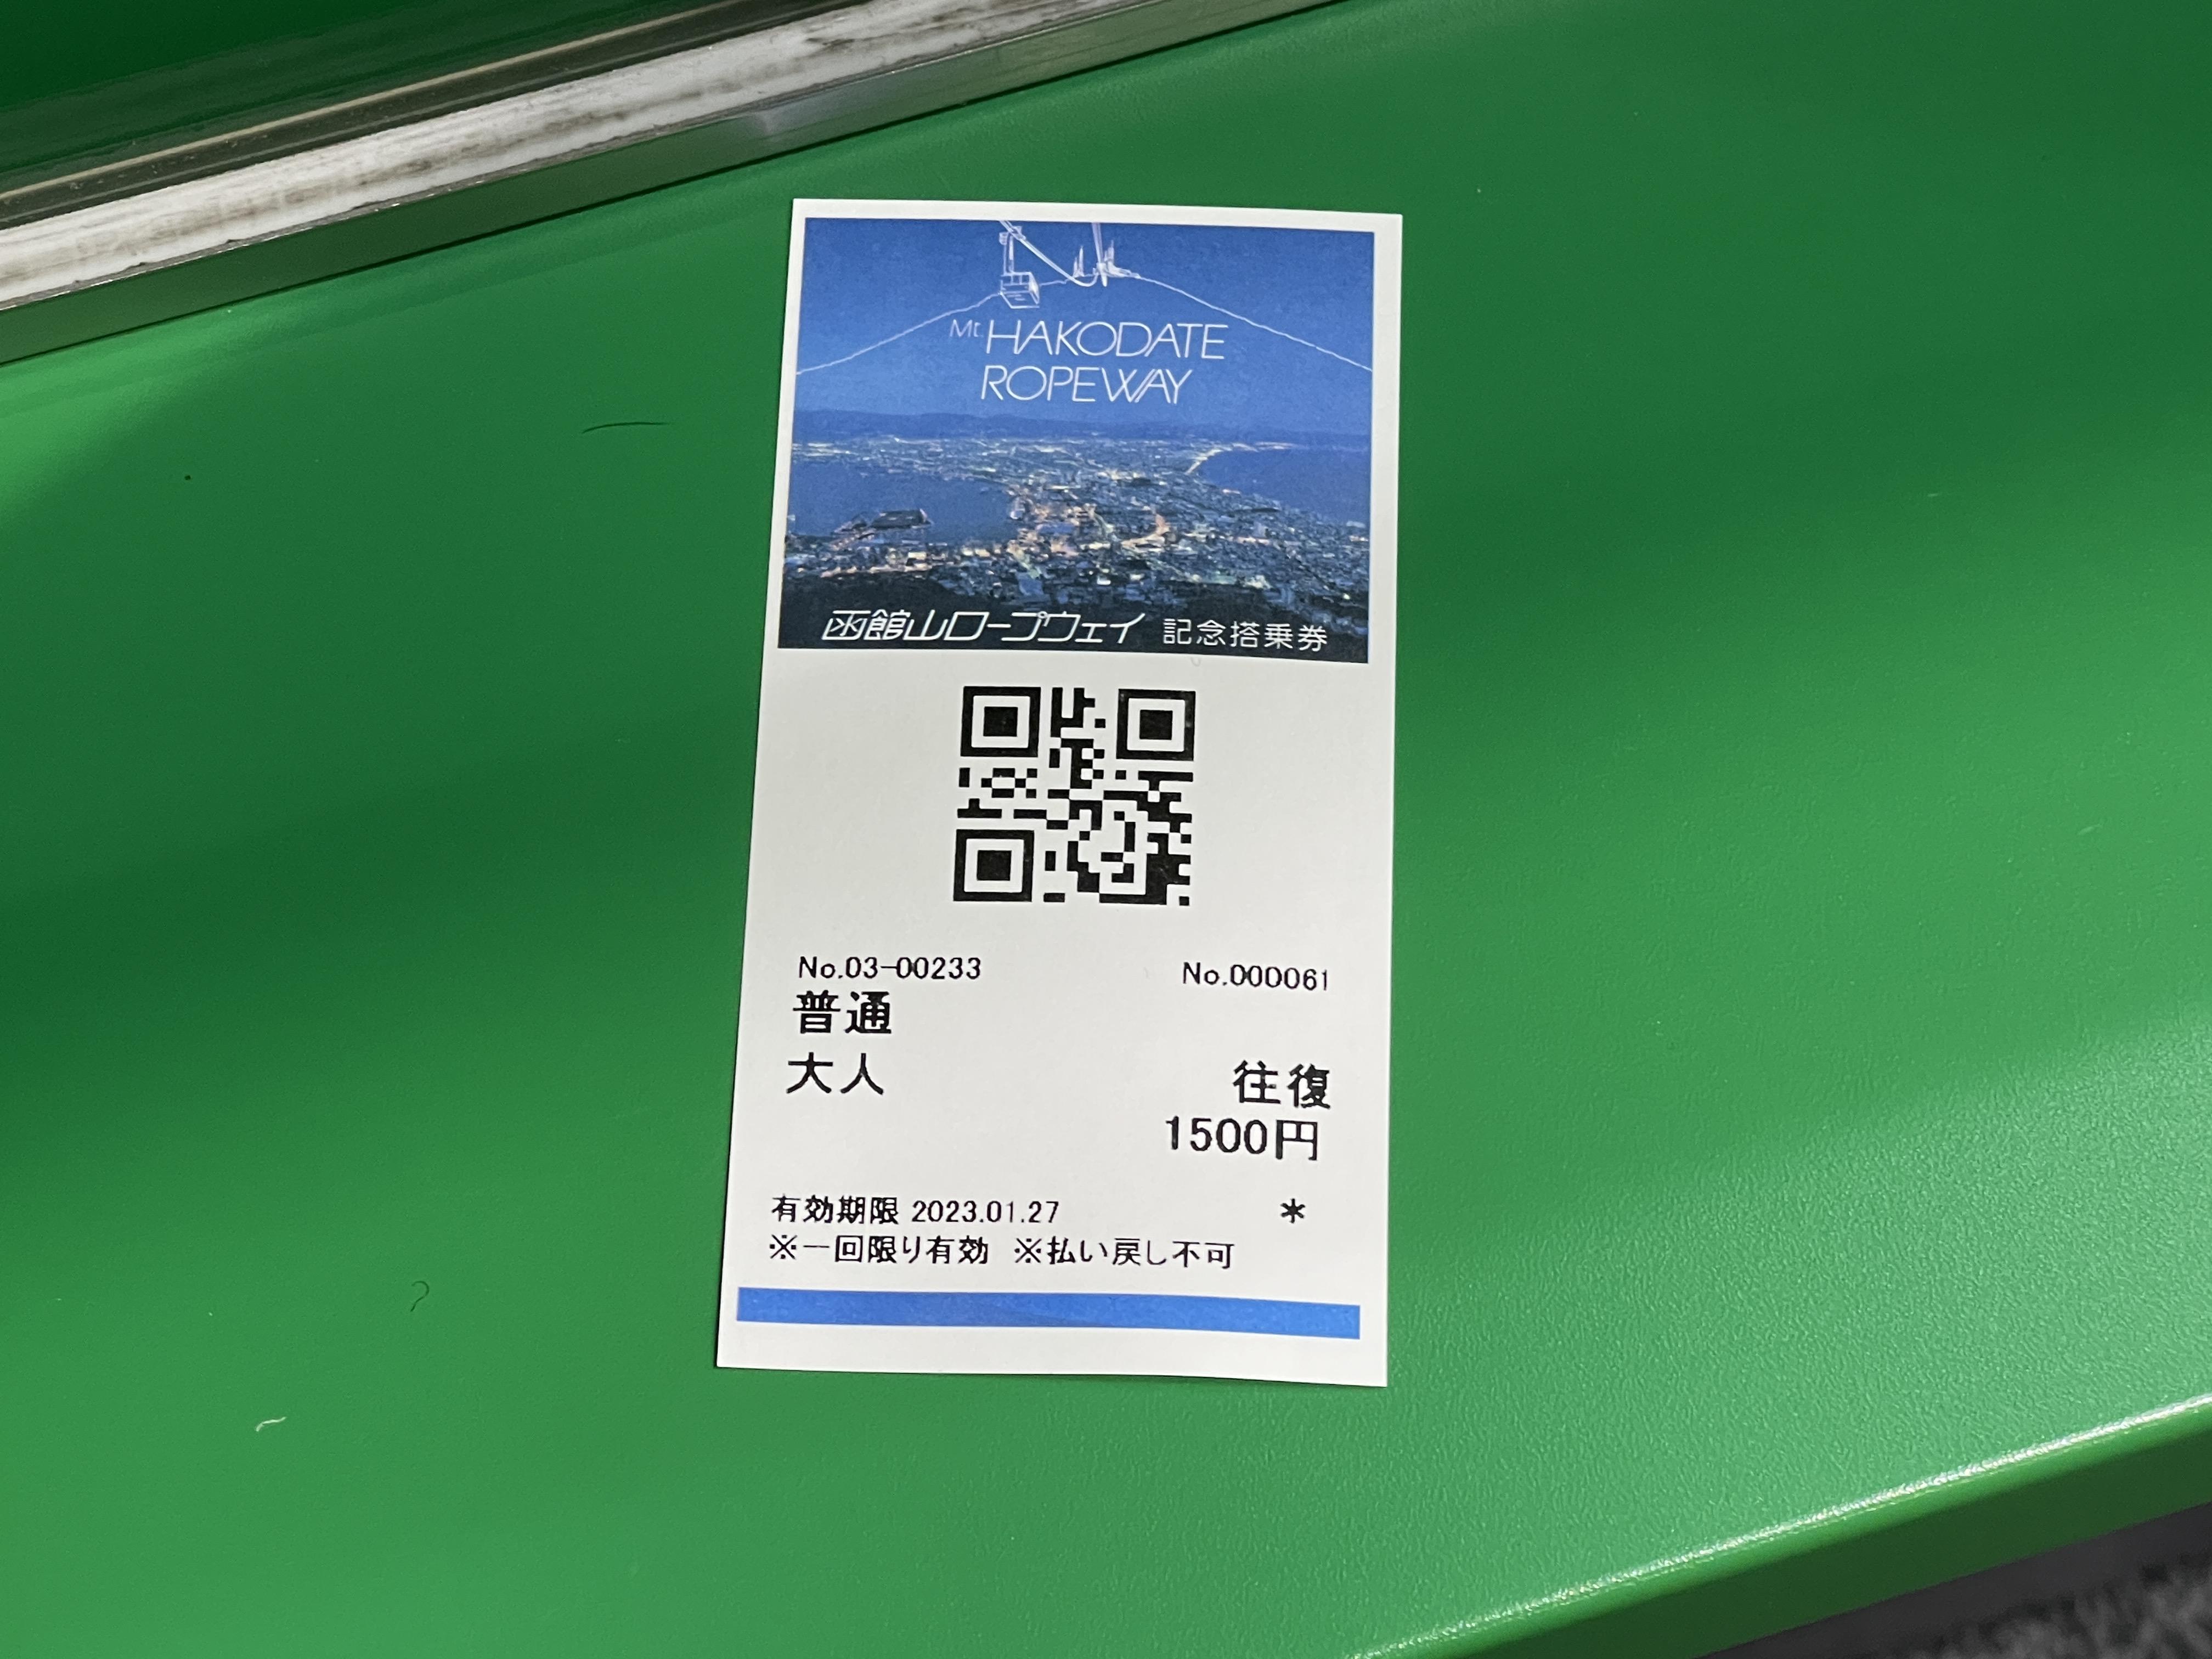 Mt. HAKODATE
ROPEWAY
函館山ロープウェイ 記念搭乗券
No.03-00233 No.000061
普通
大人 往復
1500円
有効期限 2023.01.27 *
※一回限り有効 ※払い戻し不可